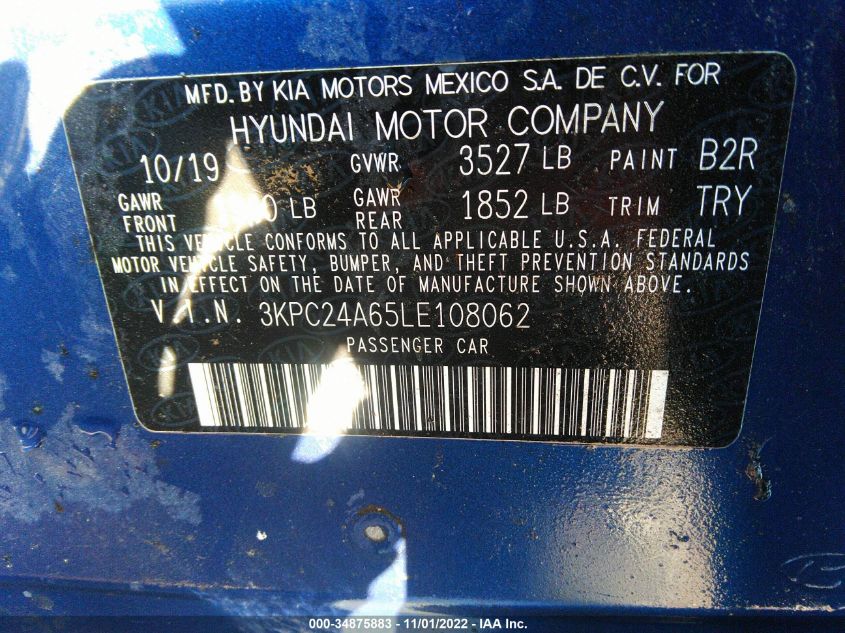 MFD. BY KIA MOTORS MEXICO S.A. DE C.V. FOR
HYUNDAI MOTOR COMPANY
10/19 GVWR 3527 LB PAINT B2R
GAWR FRONT LB GAWR REAR 1852 LB TRIM TRY
THIS VEHICLE CONFORMS TO ALL APPLICABLE U.S.A. FEDERAL
MOTOR VEHICLE SAFETY, BUMPER, AND THEFT PREVENTION STANDARDS
IN EFFECT ON THE DATE OF MANUFACTURE SHOWN ABOVE.
V.I.N. 3KPC24A65LE108062
PASSENGER CAR
000-34875883 - 11/01/2022 - IAA Inc.